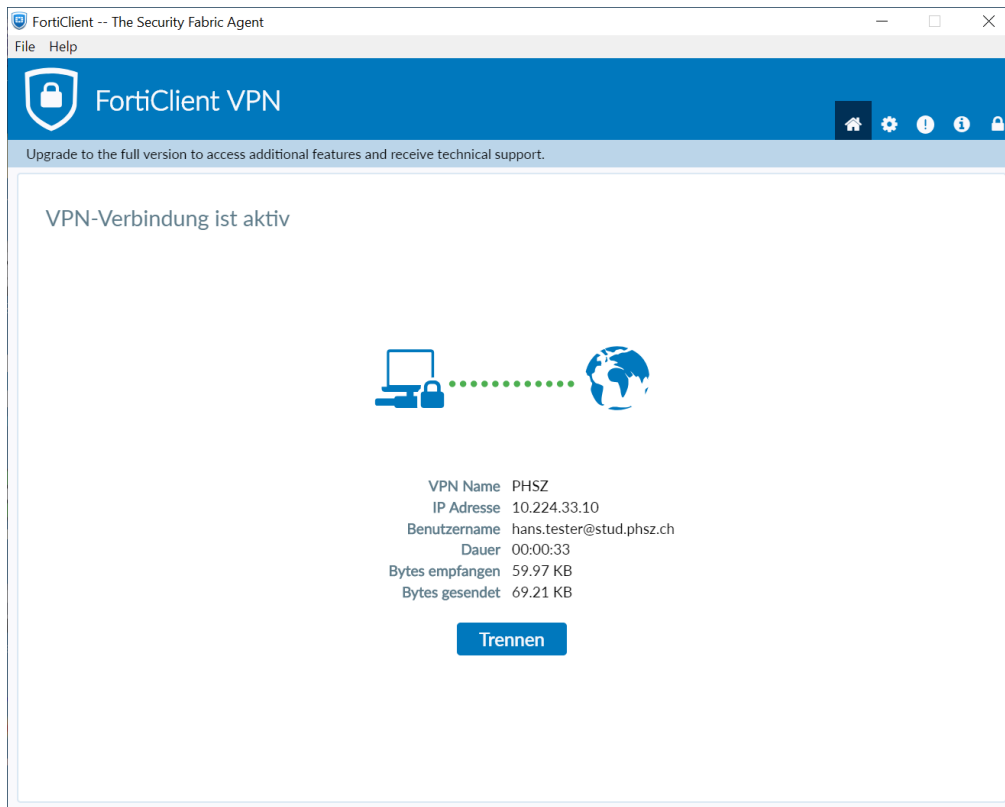 FortiClient -- The Security Fabric Agent
File Help
FortiClient VPN
Upgrade to the full version to access additional features and receive technical support.
VPN-Verbindung ist aktiv
VPN Name PHSZ
IP Adresse 10.224.33.10
Benutzername hans.tester@stud.phsz.ch
Dauer 00:00:33
Bytes empfangen 59.97 KB
Bytes gesendet 69.21 KB
Trennen